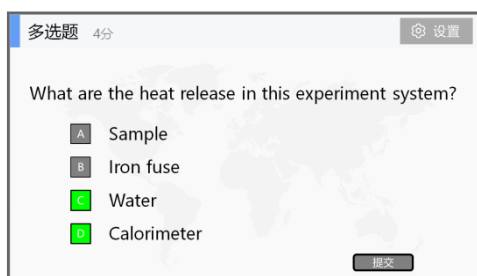 多选题 4分 设置
What are the heat release in this experiment system?
A Sample
B Iron fuse
C Water
D Calorimeter
提交